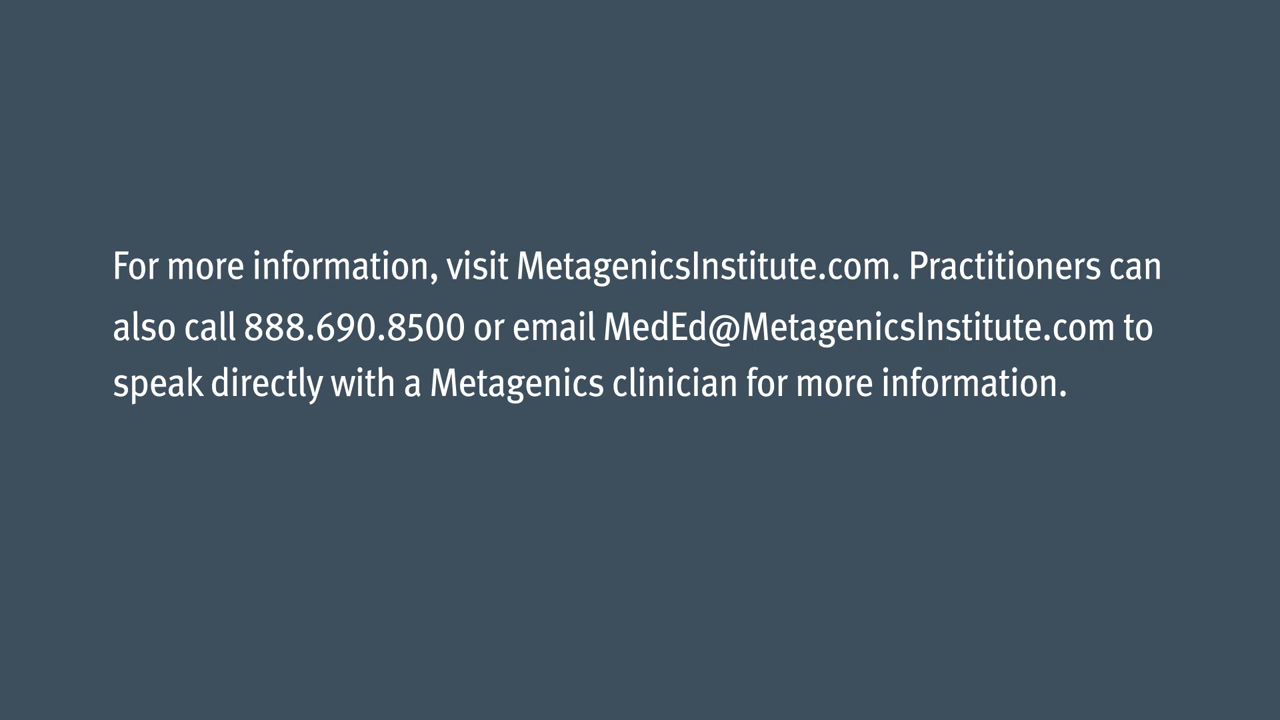 For more information, visit MetagenicsInstitute.com. Practitioners can
also call 888.690.8500 or email MedEd@MetagenicsInstitute.com to
speak directly with a Metagenics clinician for more information.